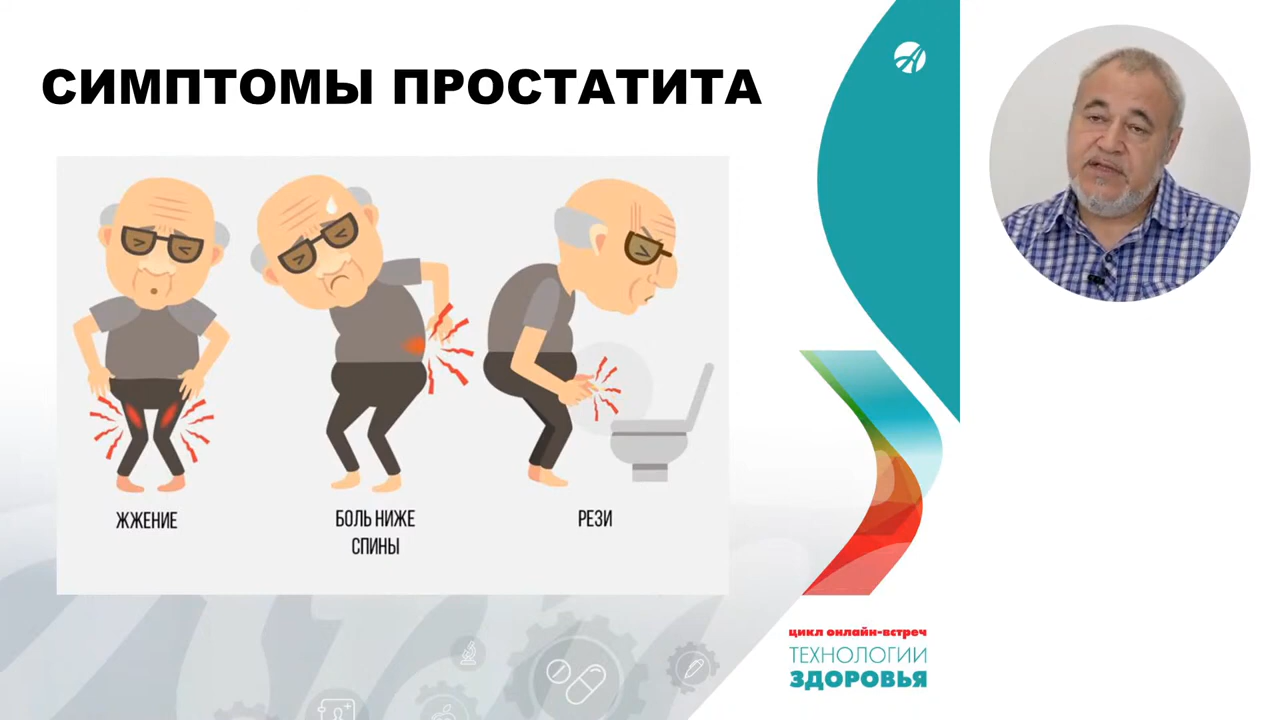 СИМПТОМЫ ПРОСТАТИТА
ЖЖЕНИЕ
БОЛЬ НИЖЕ
СПИНЫ
РЕЗИ
ЦИКЛ ОНЛАЙН-ВСТРЕЧ
ТЕХНОЛОГИИ
ЗДОРОВЬЯ